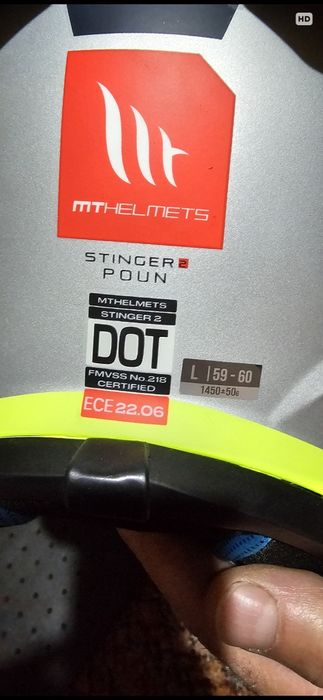 HD
MTHELMETS
STINGER 2
POUN
MTHELMETS
STINGER 2
DOT
FMVSS No.218
CERTIFIED
L | 59 - 60
1450±50g
ECE 22.06